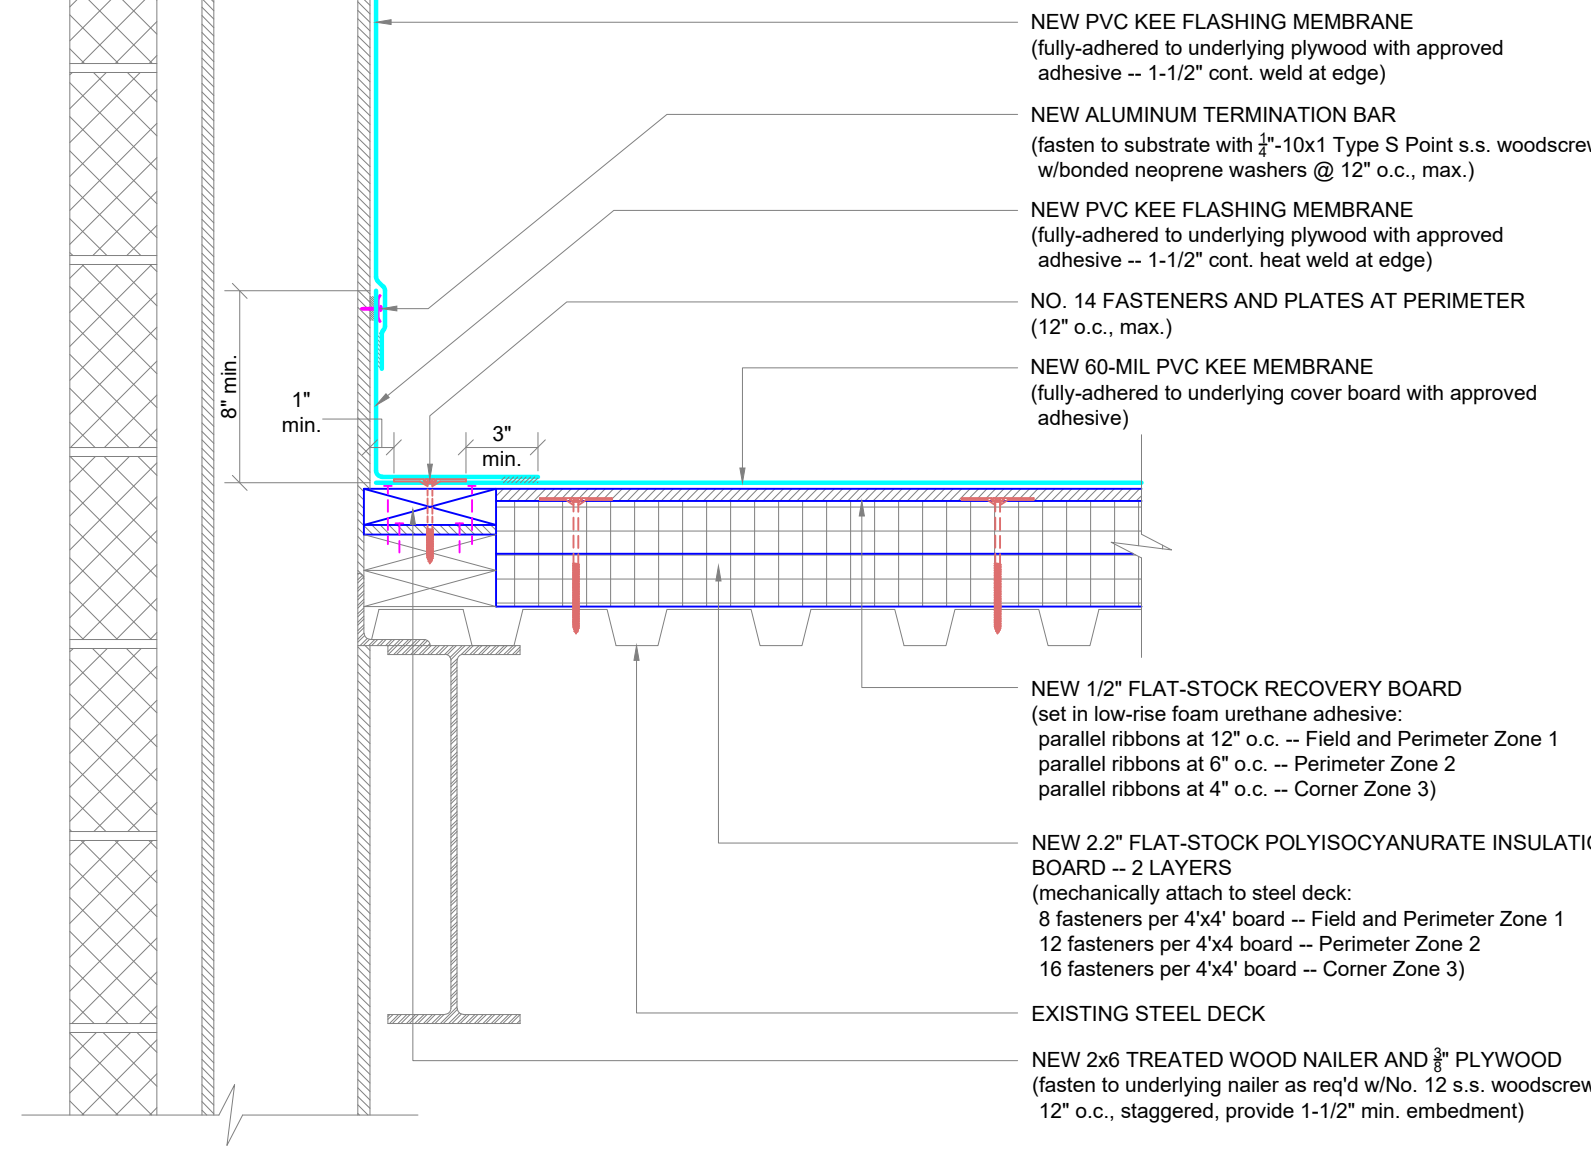 NEW PVC KEE FLASHING MEMBRANE
(fully-adhered to underlying plywood with approved
adhesive -- 1-1/2" cont. weld at edge)
NEW ALUMINUM TERMINATION BAR
(fasten to substrate with 1/4"-10x1 Type S Point s.s. woodscrew
w/bonded neoprene washers @ 12" o.c., max.)
NEW PVC KEE FLASHING MEMBRANE
(fully-adhered to underlying plywood with approved
adhesive -- 1-1/2" cont. heat weld at edge)
NO. 14 FASTENERS AND PLATES AT PERIMETER
(12" o.c., max.)
NEW 60-MIL PVC KEE MEMBRANE
(fully-adhered to underlying cover board with approved
adhesive)
8" min.
1"
min.
3"
min.
NEW 1/2" FLAT-STOCK RECOVERY BOARD
(set in low-rise foam urethane adhesive:
parallel ribbons at 12" o.c. -- Field and Perimeter Zone 1
parallel ribbons at 6" o.c. -- Perimeter Zone 2
parallel ribbons at 4" o.c. -- Corner Zone 3)
NEW 2.2" FLAT-STOCK POLYISOCYANURATE
BOARD -- 2 LAYERS
(mechanically attach to steel deck:
8 fasteners per 4'x4' board -- Field and Perimeter Zone 1
12 fasteners per 4'x4 board -- Perimeter Zone 2
16 fasteners per 4'x4' board -- Corner Zone 3)
EXISTING STEEL DECK
NEW 2x6 TREATED WOOD NAILER AND 3/8" PLYWOOD
(fasten to underlying nailer as req'd w/No. 12 s.s. woodscrew
12" o.c., staggered, provide 1-1/2" min. embedment)